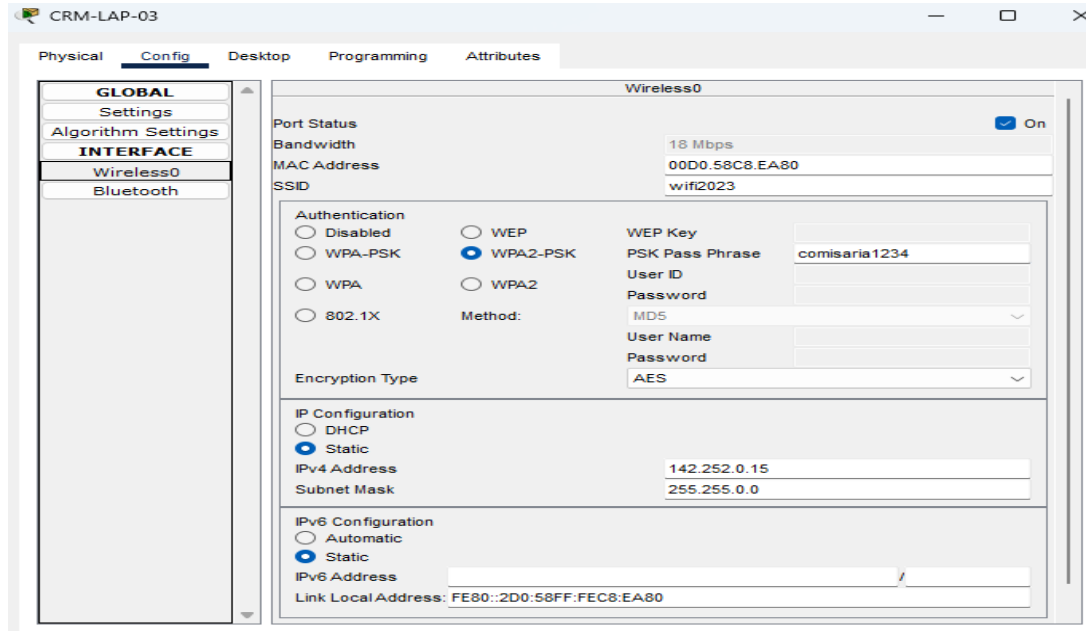 CRM-LAP-03
Physical Config Desktop Programming Attributes
GLOBAL
Settings
Algorithm Settings
INTERFACE
Wireless0
Bluetooth
Wireless0
Port Status On
Bandwidth 18 Mbps
MAC Address 00D0.58C8.EA80
SSID wifi2023
Authentication
Disabled WEP WEP Key
WPA-PSK WPA2-PSK PSK Pass Phrase comisaria1234
User ID
WPA WPA2
Password
802.1X Method: MD5
User Name
Password
Encryption Type AES
IP Configuration
DHCP
Static
IPv4 Address 142.252.0.15
Subnet Mask 255.255.0.0
IPv6 Configuration
Automatic
Static
IPv6 Address /
Link Local Address: FE80::2D0:58FF:FEC8:EA80